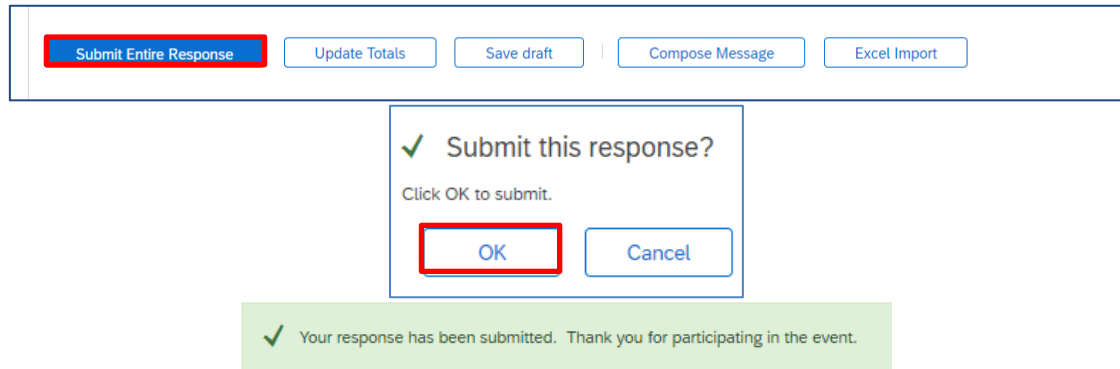 Submit Entire Response Update Totals Save draft Compose Message Excel Import
Submit this response?
Click OK to submit.
OK Cancel
Your response has been submitted. Thank you for participating in the event.